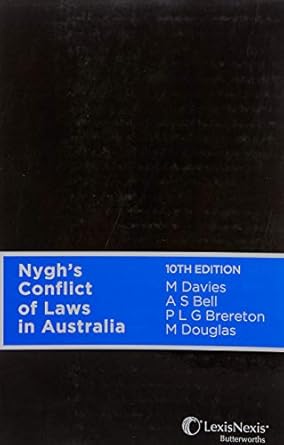 Nygh's
Conflict
of Laws
in Australia
10TH EDITION
M Davies
A S Bell
P L G Brereton
M Douglas
LexisNexis®
Butterworths